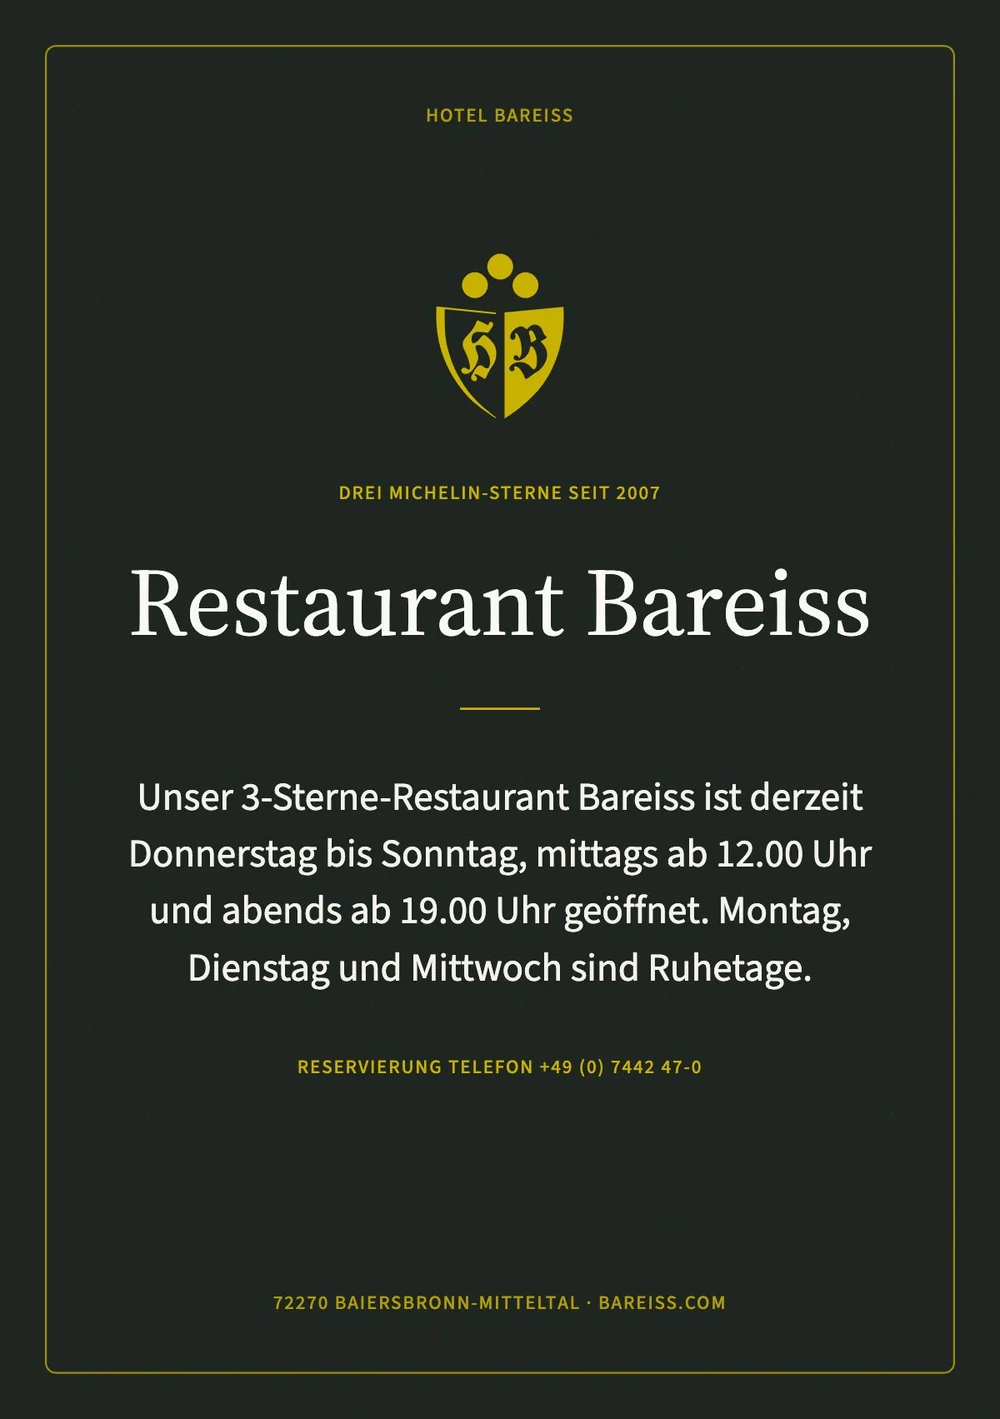 HOTEL BAREISS
H B
DREI MICHELIN-STERNE SEIT 2007
Restaurant Bareiss
Unser 3-Sterne-Restaurant Bareiss ist derzeit
Donnerstag bis Sonntag, mittags ab 12.00 Uhr
und abends ab 19.00 Uhr geöffnet. Montag,
Dienstag und Mittwoch sind Ruhetage.
RESERVIERUNG TELEFON +49 (0) 7442 47-0
72270 BAIERSBRONN-MITTELTAL · BAREISS.COM